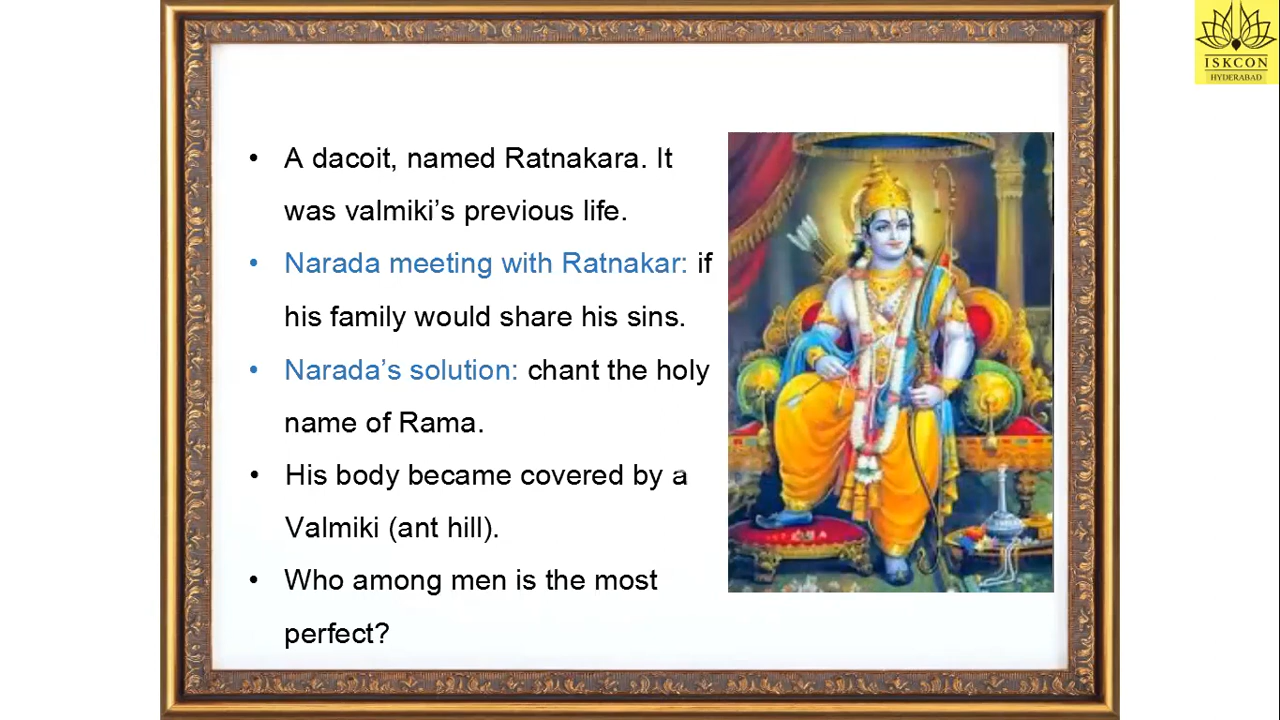 ISKCON
HYDERABAD
• A dacoit, named Ratnakara. It
was valmiki’s previous life.
• Narada meeting with Ratnakar: if
his family would share his sins.
• Narada’s solution: chant the holy
name of Rama.
• His body became covered by a
Valmiki (ant hill).
• Who among men is the most
perfect?